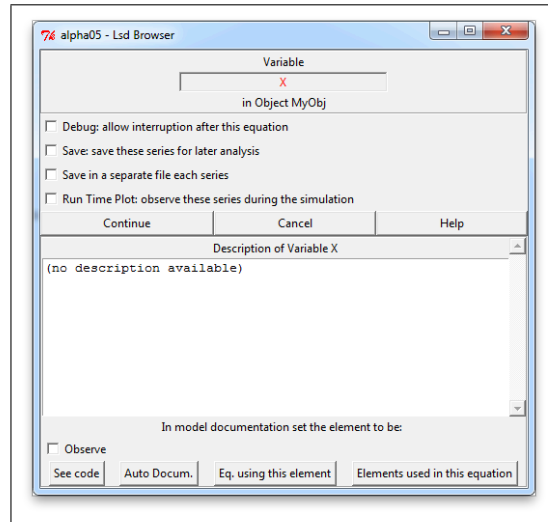 alpha05 - Lsd Browser
Variable
X
in Object MyObj
Debug: allow interruption after this equation
Save: save these series for later analysis
Save in a separate file each series
Run Time Plot: observe these series during the simulation
Continue Cancel Help
Description of Variable X
(no description available)
In model documentation set the element to be:
Observe
See code Auto Docum. Eq. using this element Elements used in this equation